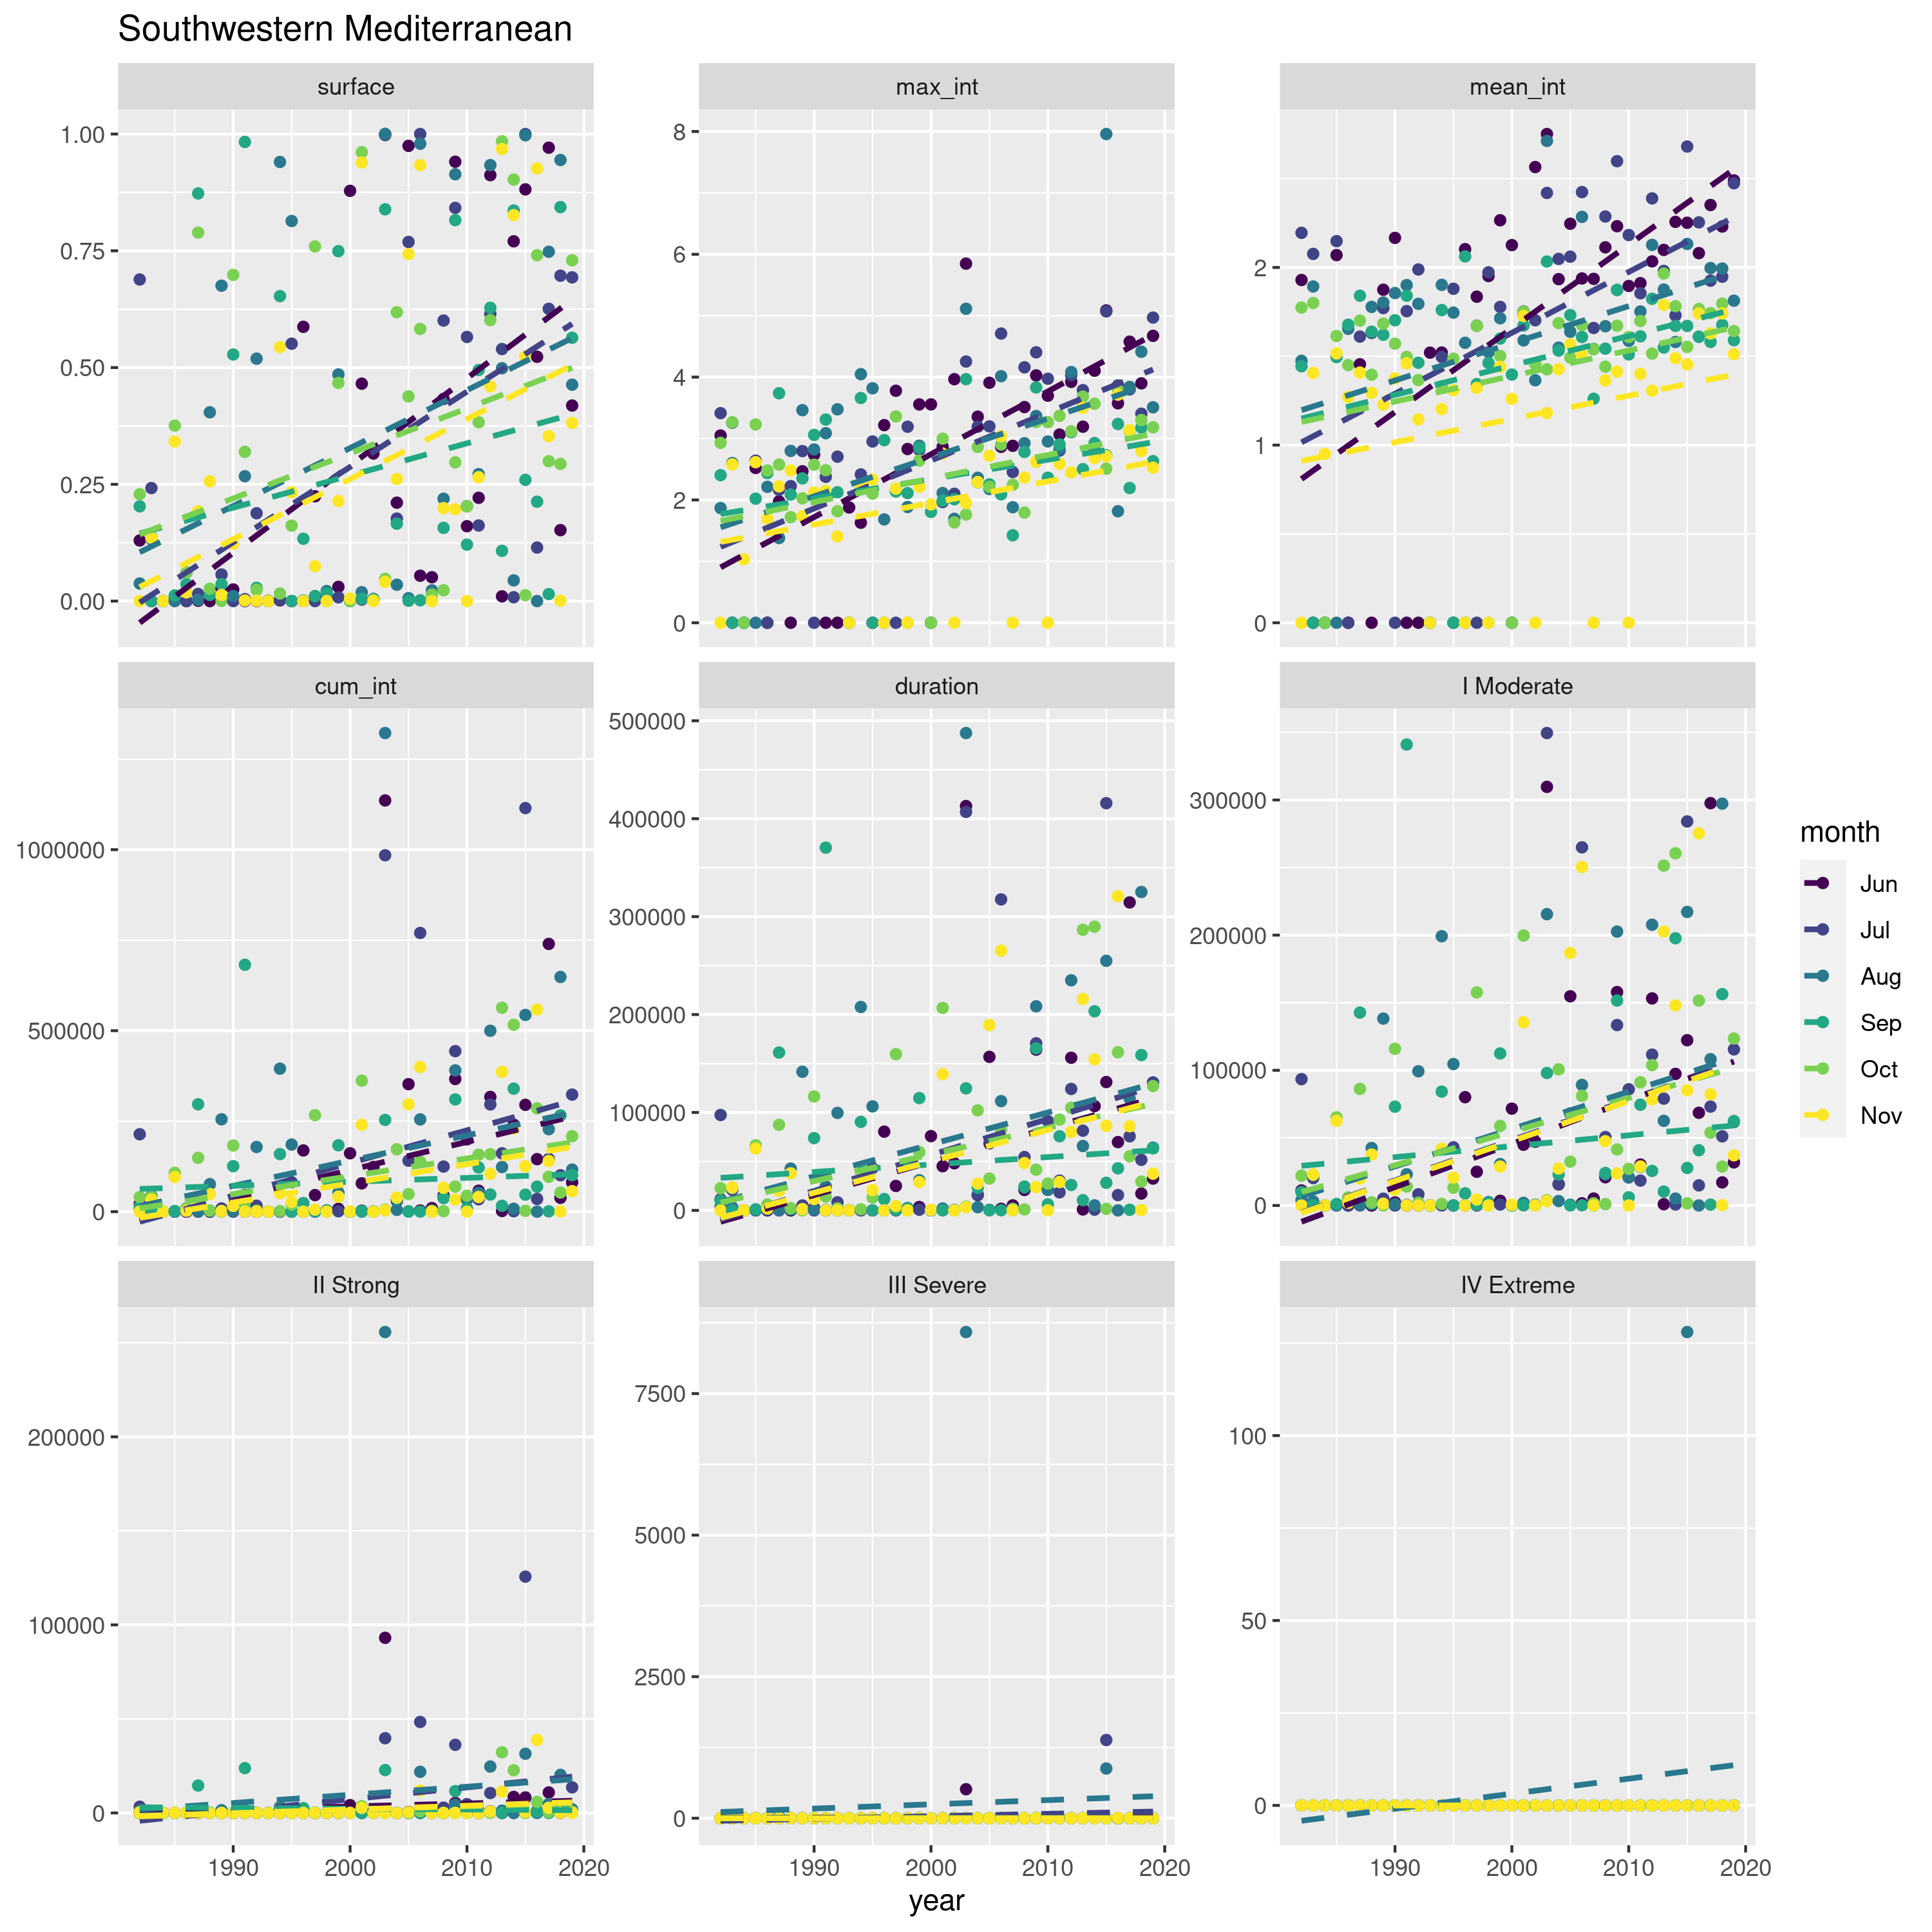 Southwestern Mediterranean
surface
max_int
mean_int
1.00
0.75
0.50
0.25
0.00
8
6
4
2
0
2
1
0
cum_int
duration
I Moderate
1000000
500000
0
500000
400000
300000
200000
100000
0
300000
200000
100000
0
month
Jun
Jul
Aug
Sep
Oct
Nov
II Strong
III Severe
IV Extreme
200000
100000
0
7500
5000
2500
0
100
50
0
1990 2000 2010 2020
1990 2000 2010 2020
1990 2000 2010 2020
year